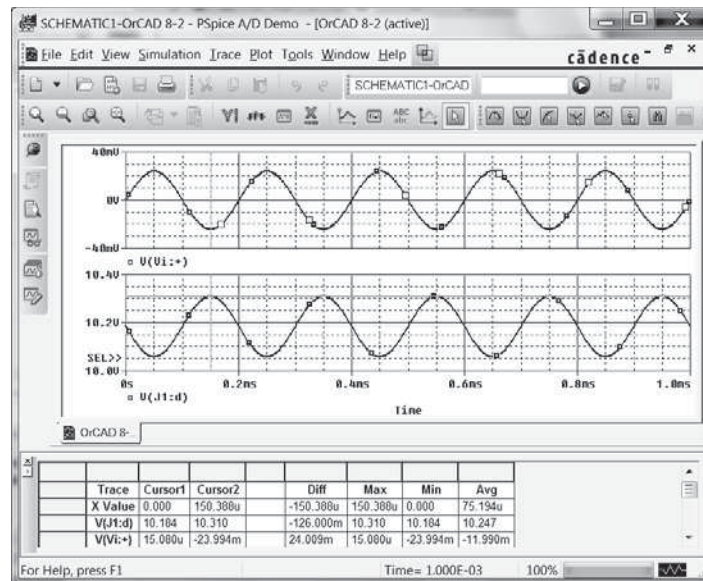 SCHEMATIC1-OrCAD 8-2 - PSpice A/D Demo - [OrCAD 8-2 (active)]
File Edit View Simulation Trace Plot Tools Window Help
cādence
SCHEMATIC1-OrCAD
ABC
40mV
0V
-40mV
V(Vi:+)
10.4V
10.2V
SEL>>
10.0V
0s 0.2ms 0.4ms 0.6ms 0.8ms 1.0ms
V(J1:d)
Time
OrCAD 8-...
Trace Cursor1 Cursor2 Diff Max Min Avg
X Value 0.000 150.388u -150.388u 150.388u 0.000 75.194u
V(J1:d) 10.184 10.310 -126.000m 10.310 10.184 10.247
V(Vi:+) 15.080u -23.994m 24.009m 15.080u -23.994m -11.990m
For Help, press F1 Time= 1.000E-03 100%